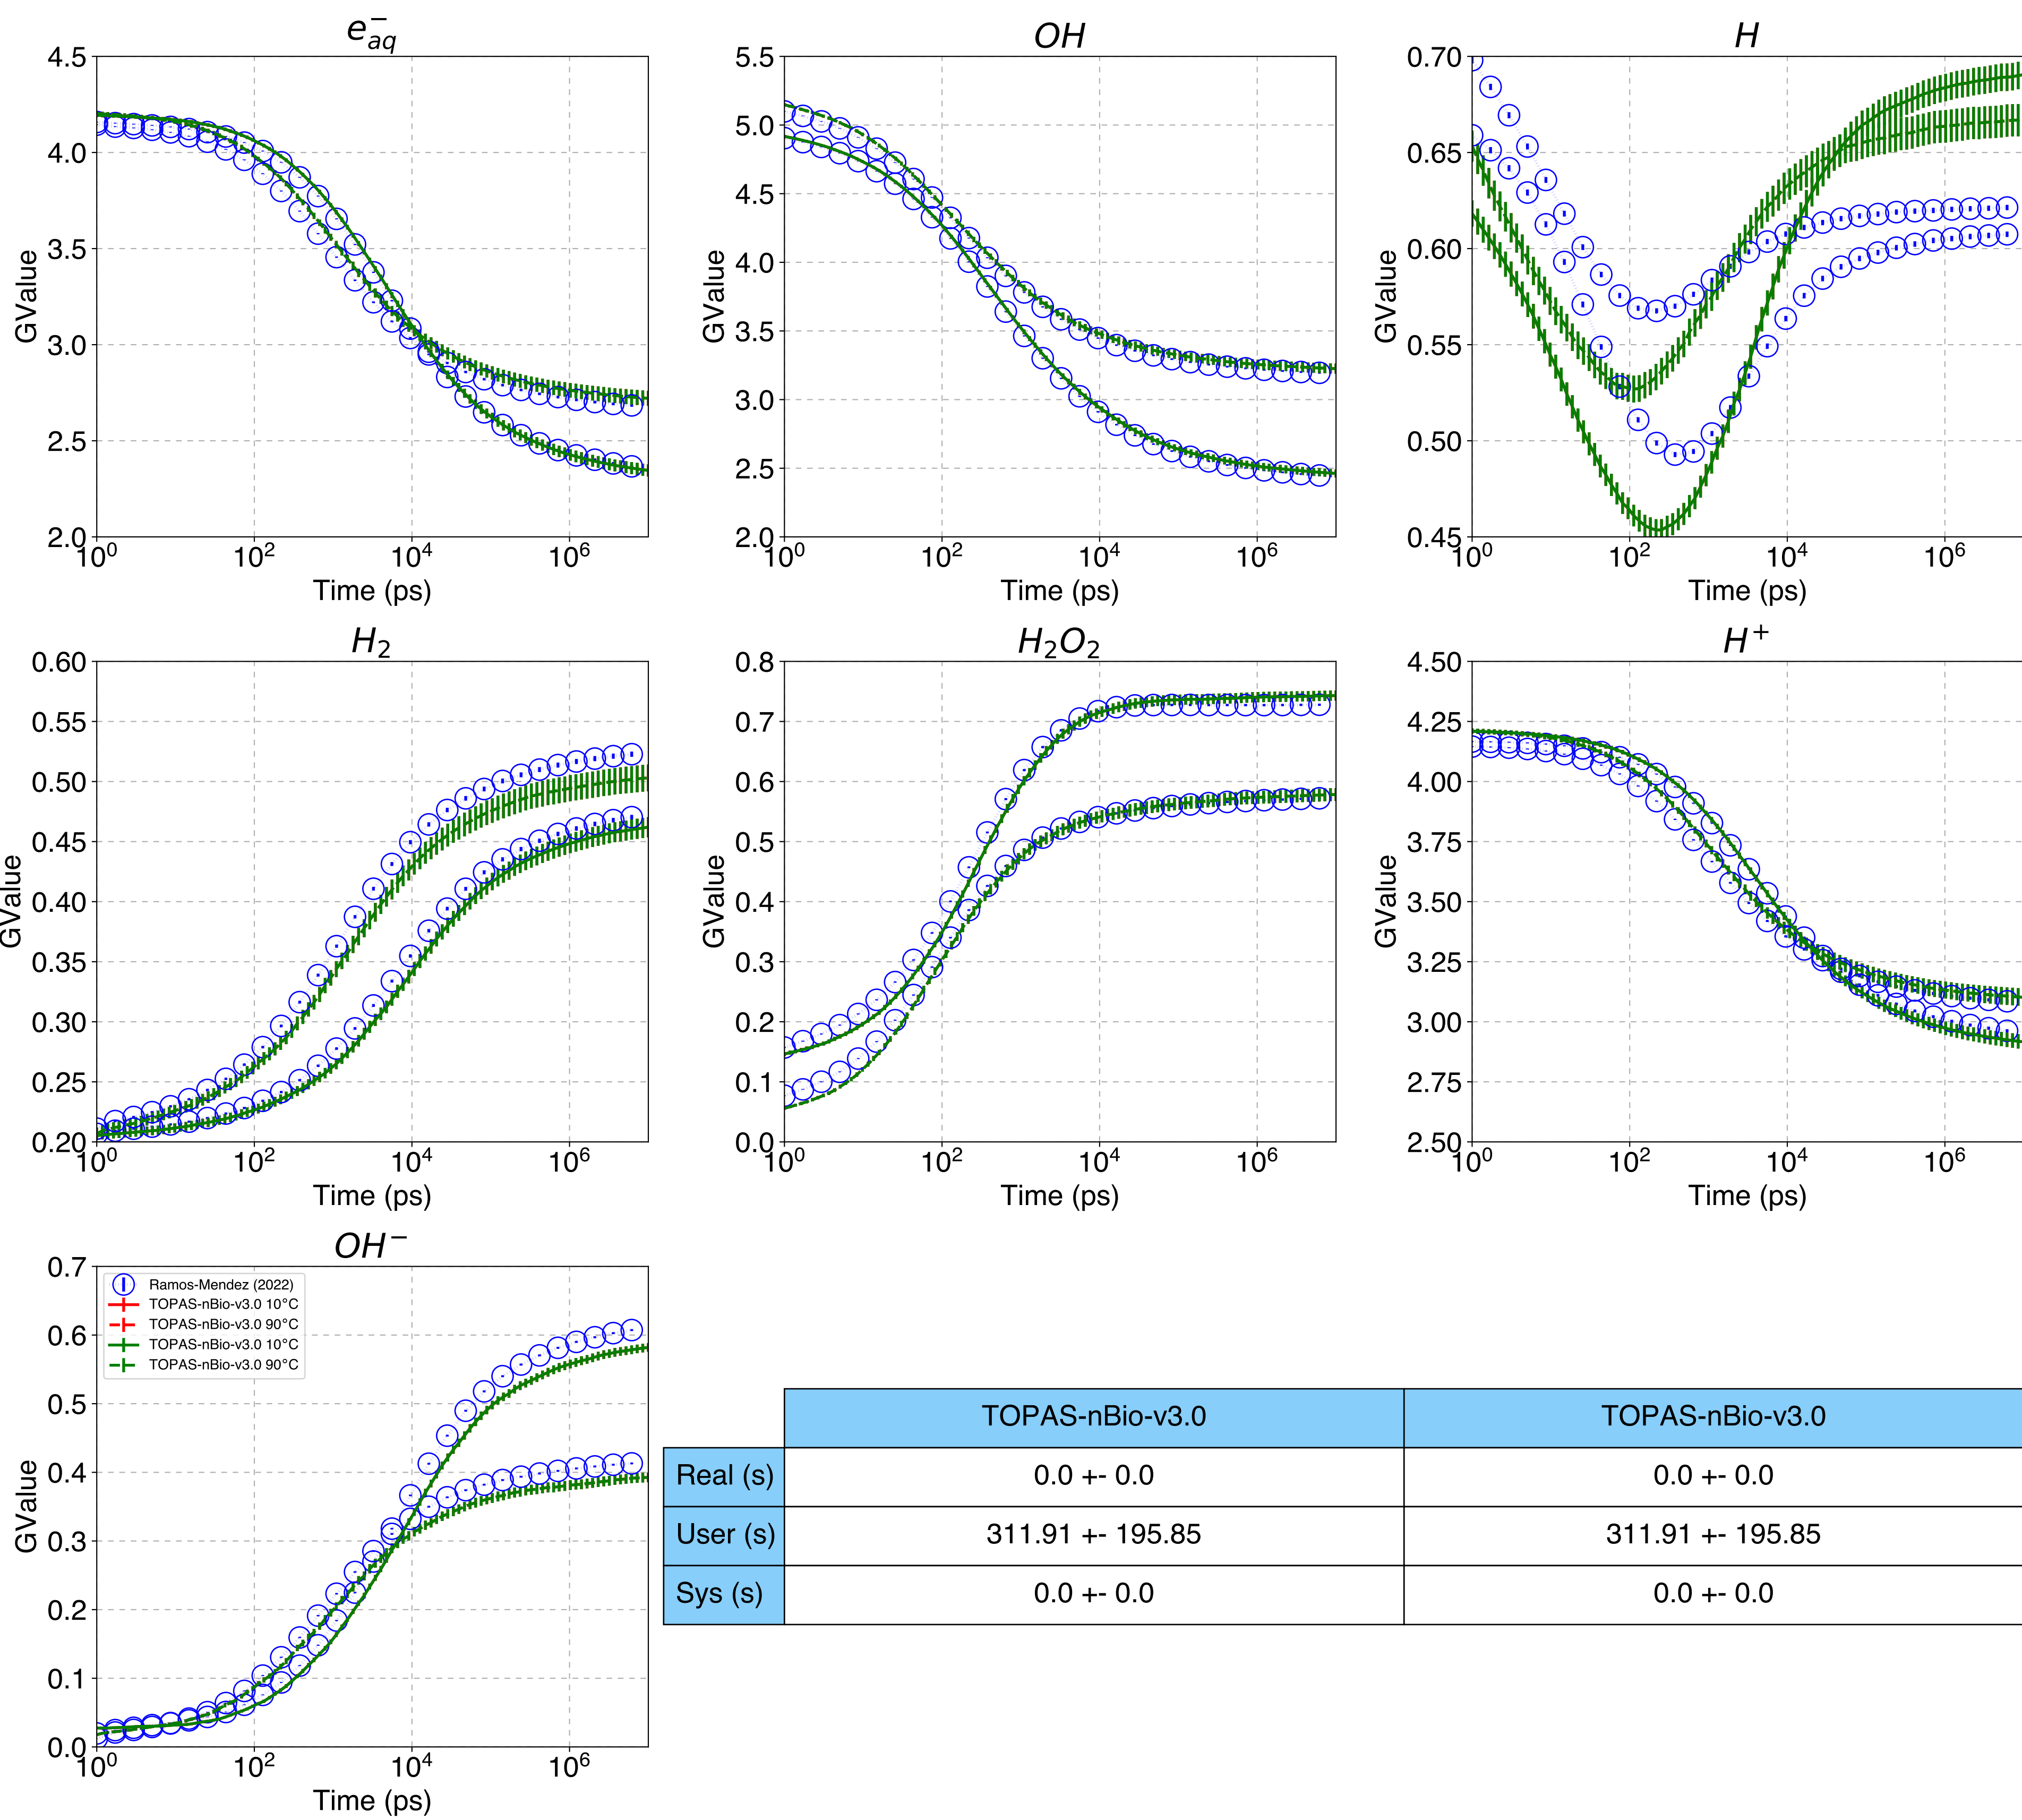 e⁻aq
4.5
4.0
3.5
3.0
2.5
2.0
GValue
10⁰ 10² 10⁴ 10⁶
Time (ps)
OH
5.5
5.0
4.5
4.0
3.5
3.0
2.5
2.0
GValue
10⁰ 10² 10⁴ 10⁶
Time (ps)
H
0.70
0.65
0.60
0.55
0.50
0.45
GValue
10⁰ 10² 10⁴ 10⁶
Time (ps)
H₂
0.60
0.55
0.50
0.45
0.40
0.35
0.30
0.25
0.20
GValue
10⁰ 10² 10⁴ 10⁶
Time (ps)
H₂O₂
0.8
0.7
0.6
0.5
0.4
0.3
0.2
0.1
0.0
GValue
10⁰ 10² 10⁴ 10⁶
Time (ps)
H⁺
4.50
4.25
4.00
3.75
3.50
3.25
3.00
2.75
2.50
GValue
10⁰ 10² 10⁴ 10⁶
Time (ps)
OH⁻
0.7
0.6
0.5
0.4
0.3
0.2
0.1
0.0
GValue
Ramos-Mendez (2022)
TOPAS-nBio-v3.0 10°C
TOPAS-nBio-v3.0 90°C
TOPAS-nBio-v3.0 10°C
TOPAS-nBio-v3.0 90°C
10⁰ 10² 10⁴ 10⁶
Time (ps)
TOPAS-nBio-v3.0 TOPAS-nBio-v3.0
Real (s) 0.0 +- 0.0 0.0 +- 0.0
User (s) 311.91 +- 195.85 311.91 +- 195.85
Sys (s) 0.0 +- 0.0 0.0 +- 0.0